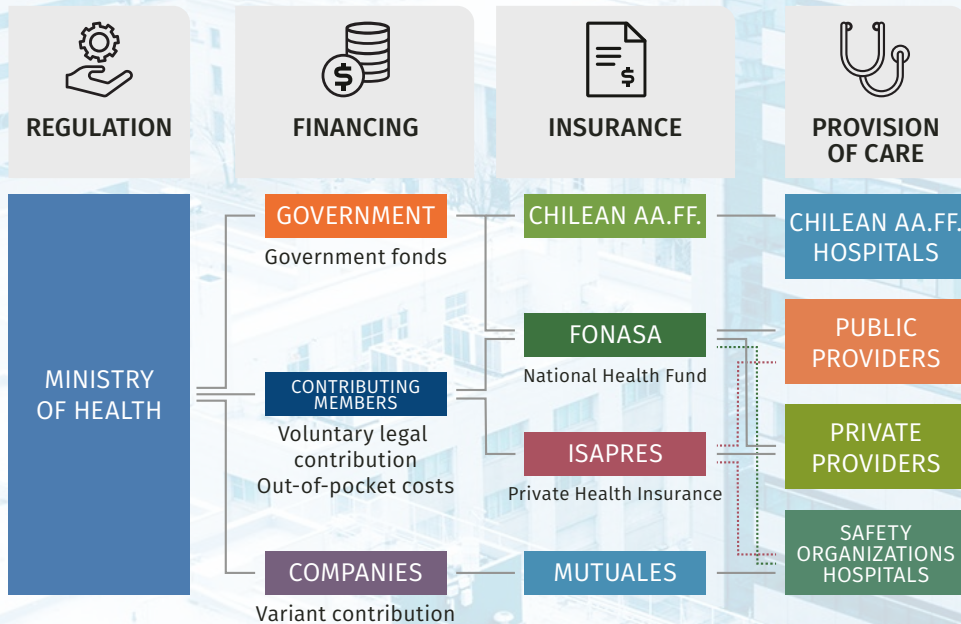 REGULATION
FINANCING
INSURANCE
PROVISION
OF CARE
MINISTRY
OF HEALTH
GOVERNMENT
Government funds
CONTRIBUTING
MEMBERS
Voluntary legal
contribution
Out-of-pocket costs
COMPANIES
Variant contribution
CHILEAN AA.FF.
FONASA
National Health Fund
ISAPRES
Private Health Insurance
MUTUALES
CHILEAN AA.FF.
HOSPITALS
PUBLIC
PROVIDERS
PRIVATE
PROVIDERS
SAFETY
ORGANIZATIONS
HOSPITALS